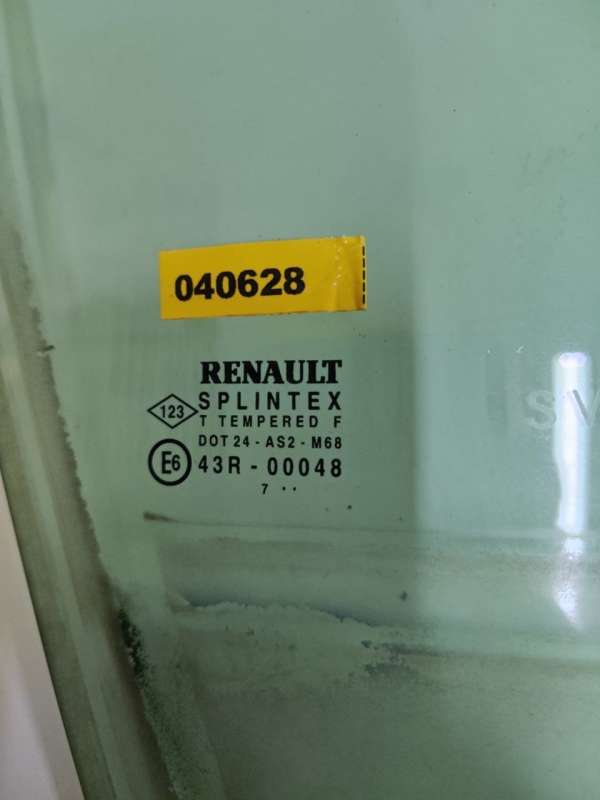 040628
RENAULT
123 SPLINTEX
T TEMPERED F
DOT 24 - AS2 - M68
E6 43R - 00048
7 ··